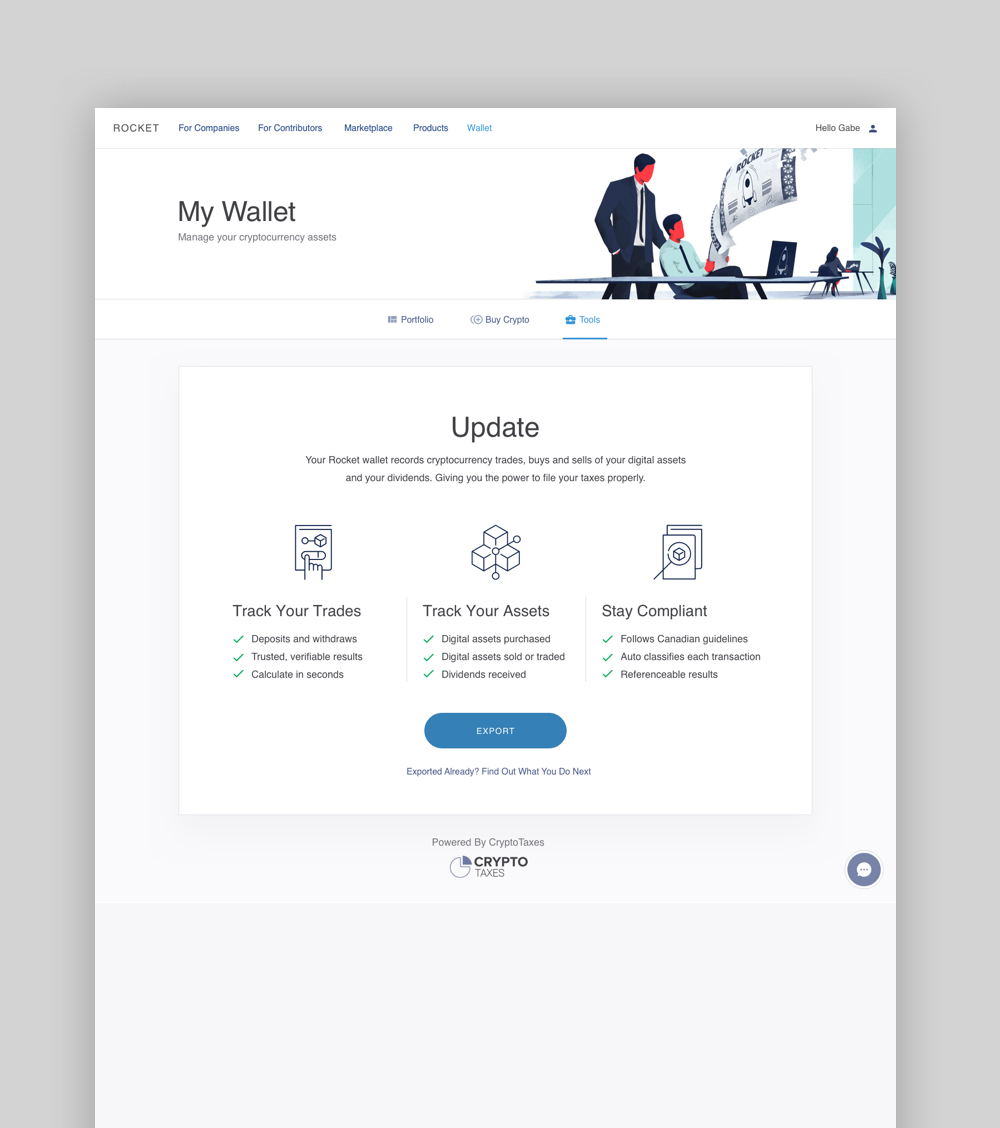 ROCKET For Companies For Contributors Marketplace Products Wallet Hello Gabe
ROCKET
My Wallet
Manage your cryptocurrency assets
Portfolio Buy Crypto Tools
Update
Your Rocket wallet records cryptocurrency trades, buys and sells of your digital assets
and your dividends. Giving you the power to file your taxes properly.
Track Your Trades
Deposits and withdraws
Trusted, verifiable results
Calculate in seconds
Track Your Assets
Digital assets purchased
Digital assets sold or traded
Dividends received
Stay Compliant
Follows Canadian guidelines
Auto classifies each transaction
Referenceable results
EXPORT
Exported Already? Find Out What You Do Next
Powered By CryptoTaxes
CRYPTO
TAXES